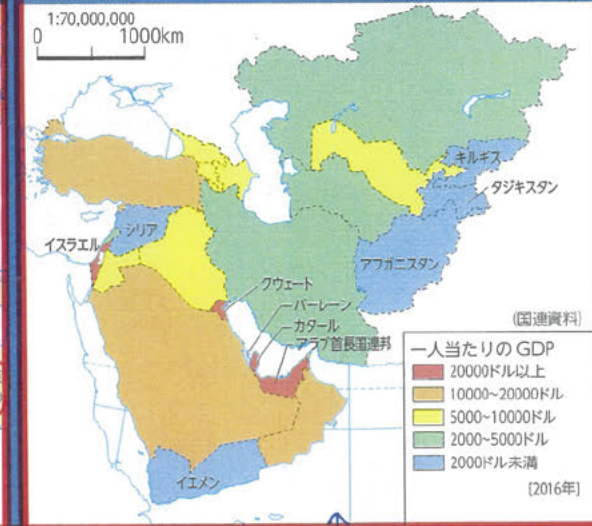 1:70,000,000
0 1000km
キルギス
タジキスタン
シリア
イスラエル
アフガニスタン
クウェート
バーレーン
カタール
アラブ首長国連邦
イエメン
(国連資料)
一人当たりの GDP
20000ドル以上
10000~20000ドル
5000~10000ドル
2000~5000ドル
2000ドル未満
[2016年]